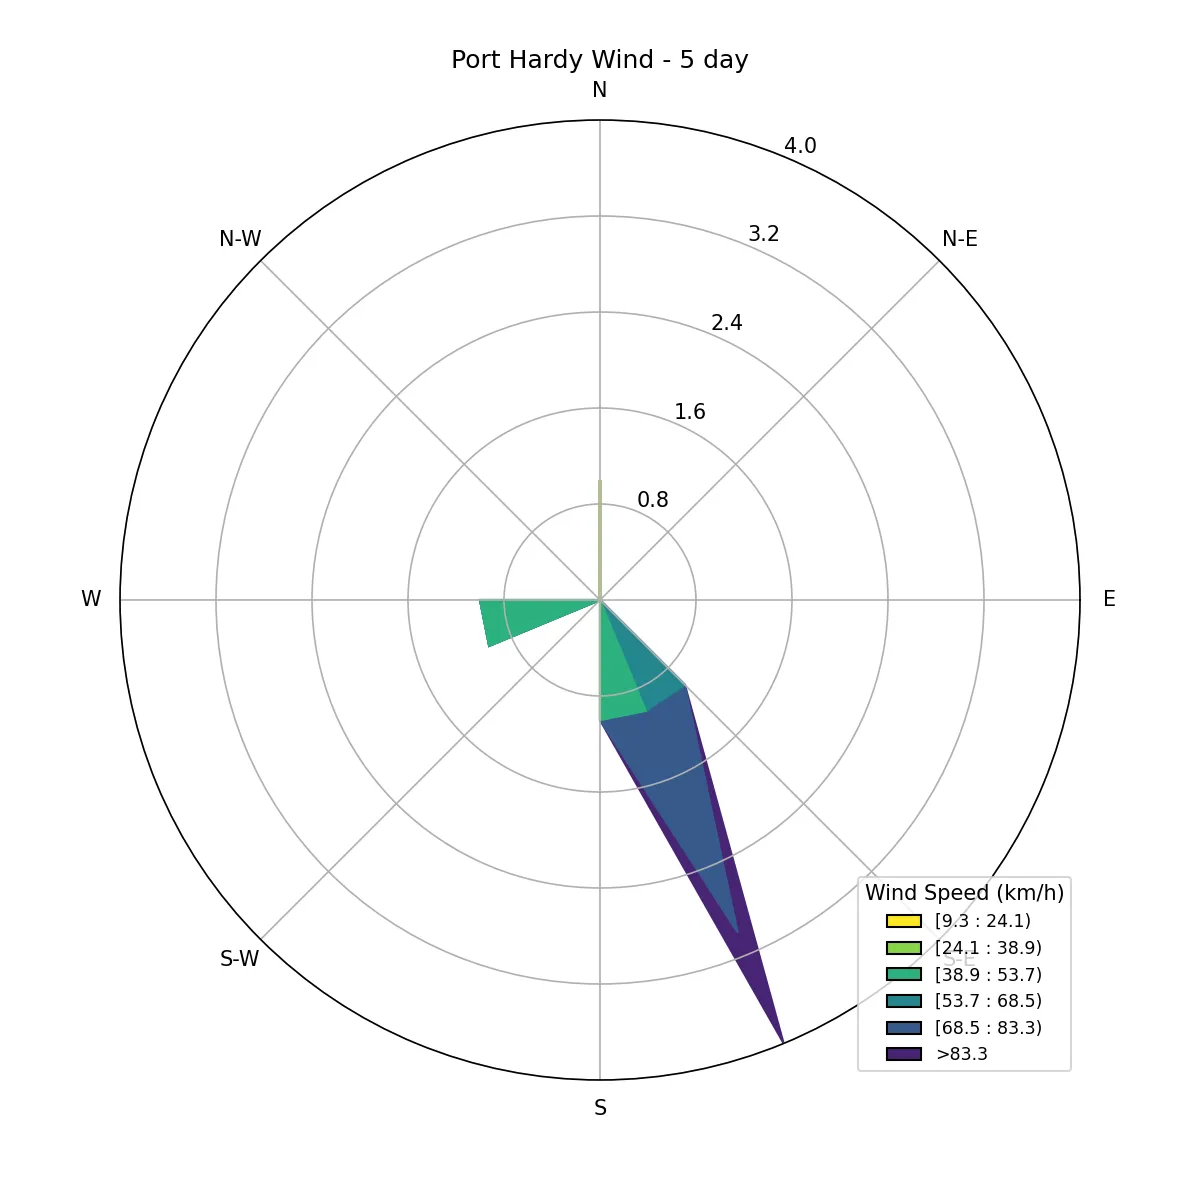 Port Hardy Wind - 5 day
N
4.0
N-W
3.2
N-E
2.4
1.6
0.8
W
E
Wind Speed (km/h)
[9.3 : 24.1)
[24.1 : 38.9)
S-W
S-E
[38.9 : 53.7)
[53.7 : 68.5)
[68.5 : 83.3)
>83.3
S